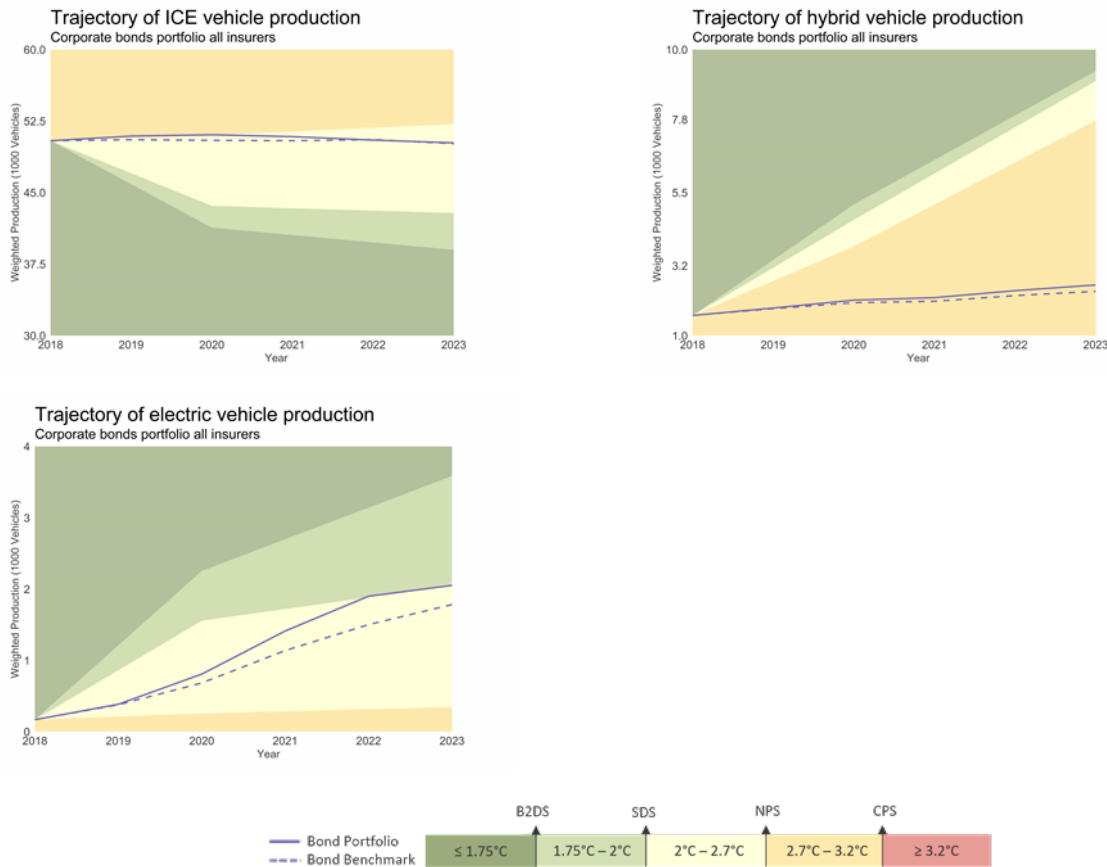 Trajectory of ICE vehicle production
Corporate bonds portfolio all insurers
Weighted Production (1000 Vehicles)
60.0
52.5
45.0
37.5
30.0
2018 2019 2020 2021 2022 2023
Year
Trajectory of hybrid vehicle production
Corporate bonds portfolio all insurers
Weighted Production (1000 Vehicles)
10.0
7.8
5.5
3.2
1.0
2018 2019 2020 2021 2022 2023
Year
Trajectory of electric vehicle production
Corporate bonds portfolio all insurers
Weighted Production (1000 Vehicles)
4
3
2
1
0
2018 2019 2020 2021 2022 2023
Year
B2DS SDS NPS CPS
Bond Portfolio
Bond Benchmark
≤ 1.75°C 1.75°C – 2°C 2°C – 2.7°C 2.7°C – 3.2°C ≥ 3.2°C